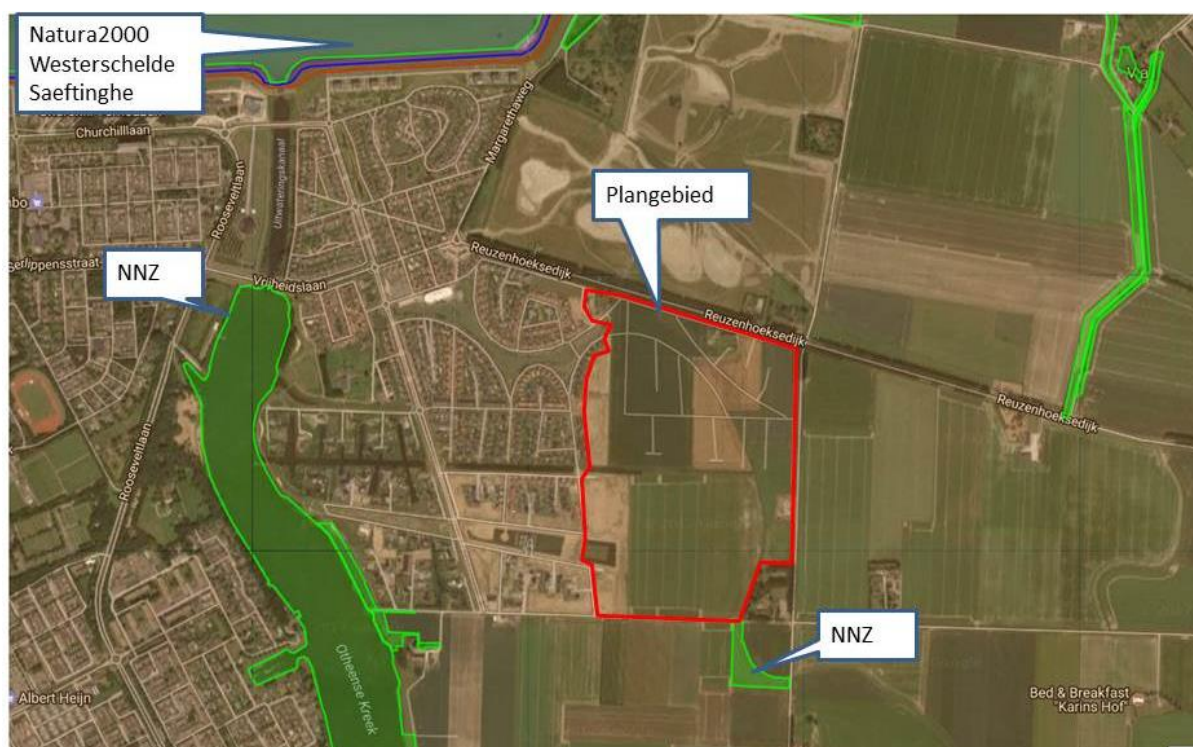 Natura2000
Westerschelde
Saeftinghe
Churchilllaan
Margarethaweg
Rooseveltlaan
Uitwateringskanaal
Plangebied
NNZ
Vrijheidslaan
Reuzenhoeksedijk
Reuzenhoeksedijk
Reuzenhoeksedijk
Rooseveltlaan
Otheense Kreek
NNZ
Albert Heijn
Bed & Breakfast
"Karins Hof"